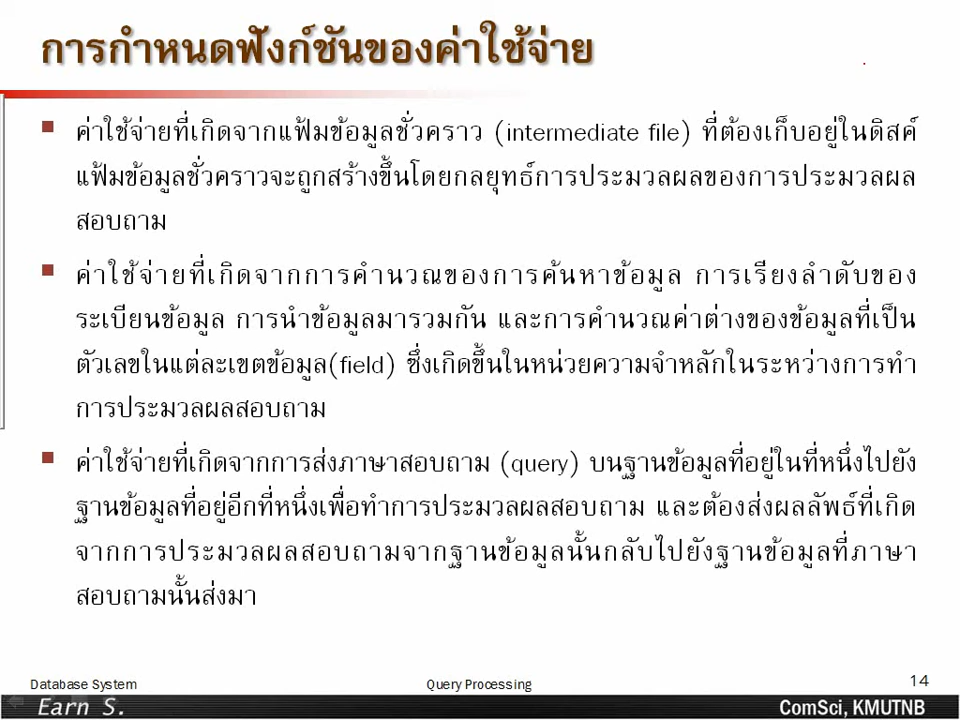 การกำหนดฟังก์ชันของค่าใช้จ่าย
ค่าใช้จ่ายที่เกิดจากแฟ้มข้อมูลชั่วคราว (intermediate file) ที่ต้องเก็บอยู่ในดิสค์
แฟ้มข้อมูลชั่วคราวจะถูกสร้างขึ้นโดยกลยุทธ์การประมวลผลของการประมวลผล
สอบถาม
ค่าใช้จ่ายที่เกิดจากการคำนวณของการค้นหาข้อมูล การเรียงลำดับของ
ระเบียนข้อมูล การนำข้อมูลมารวมกัน และการคำนวณค่าต่างของข้อมูลที่เป็น
ตัวเลขในแต่ละเขตข้อมูล(field) ซึ่งเกิดขึ้นในหน่วยความจำหลักในระหว่างการทำ
การประมวลผลสอบถาม
ค่าใช้จ่ายที่เกิดจากการส่งภาษาสอบถาม (query) บนฐานข้อมูลที่อยู่ในที่หนึ่งไปยัง
ฐานข้อมูลที่อยู่อีกที่หนึ่งเพื่อทำการประมวลผลสอบถาม และต้องส่งผลลัพธ์ที่เกิด
จากการประมวลผลสอบถามจากฐานข้อมูลนั้นกลับไปยังฐานข้อมูลที่ภาษา
สอบถามนั้นส่งมา
Database System
Query Processing
14
Earn S.
ComSci, KMUTNB